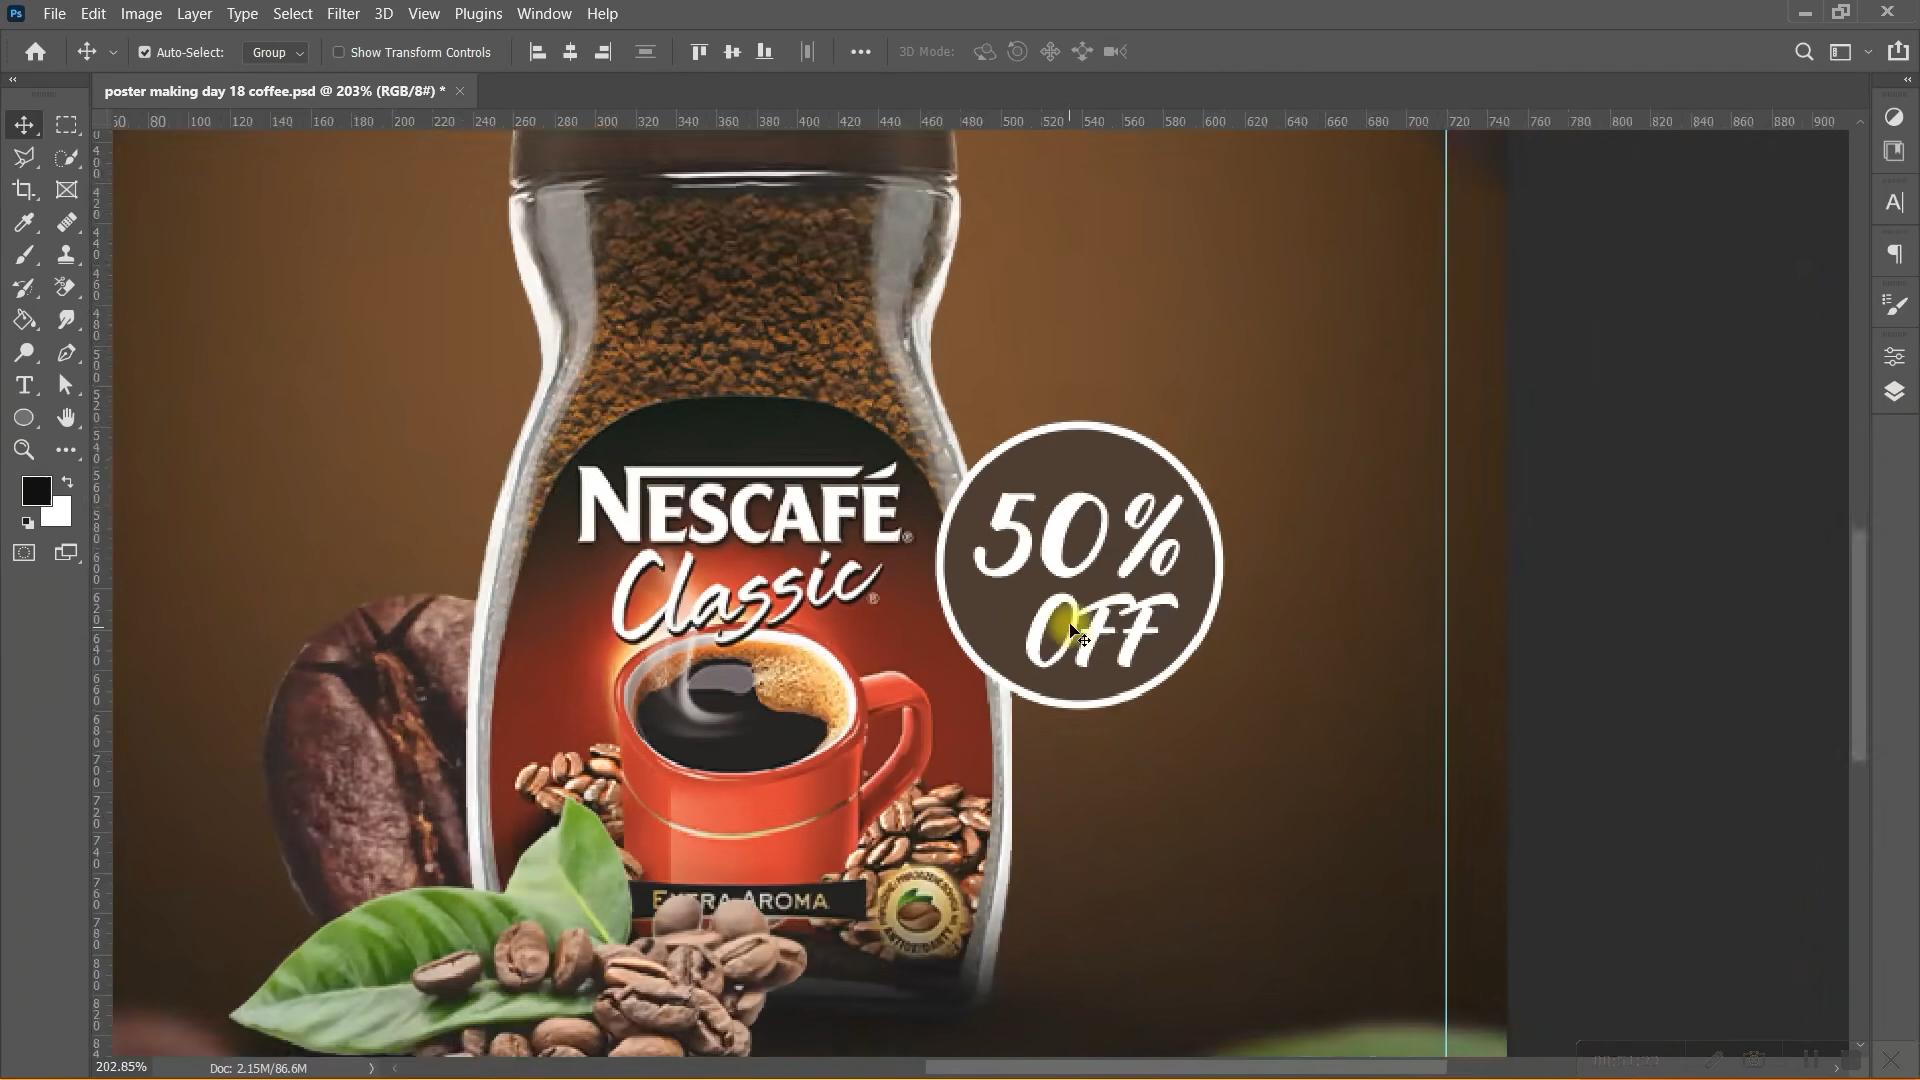 File Edit Image Layer Type Select Filter 3D View Plugins Window Help
Auto-Select: Group Show Transform Controls 3D Mode:
poster making day 18 coffee.psd @ 203% (RGB/8#) *
60 80 100 120 140 160 180 200 220 240 260 280 300 320 340 360 380 400 420 440 460 480 500 520 540 560 580 600 620 640 660 680 700 720 740 760 780 800 820 840 860 880 900
NESCAFÉ®
Classic®
50%
OFF
EXTRA AROMA
202.85% Doc: 2.15M/86.6M